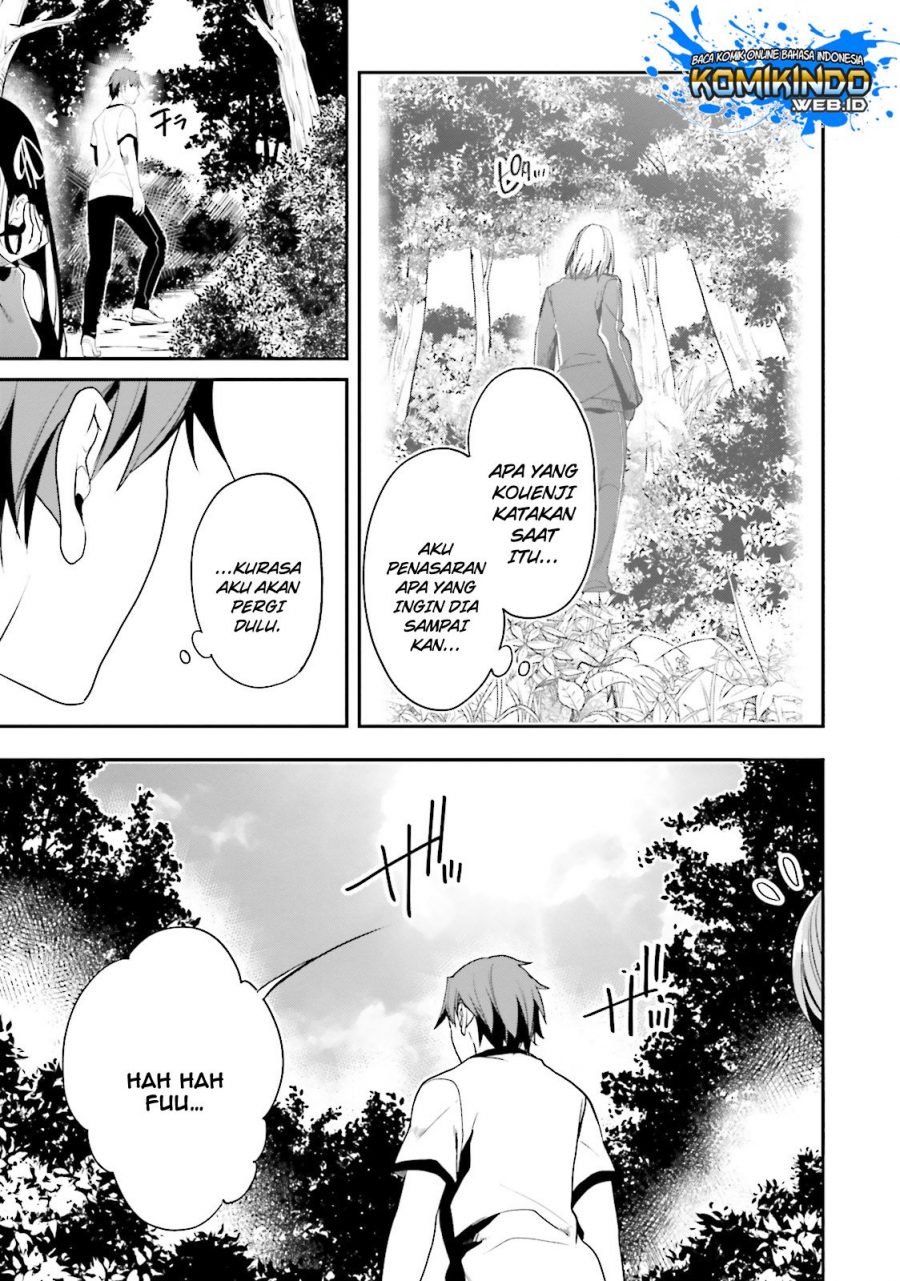 BACA KOMIK ONLINE BAHASA INDONESIA
KOMIKINDO
.WEB.ID
APA YANG
KOUENJI
KATAKAN
SAAT
ITU...
AKU
PENASARAN
APA YANG
INGIN DIA
SAMPAI
KAN...
...KURASA
AKU AKAN
PERGI
DULU.
HAH HAH
FUU...